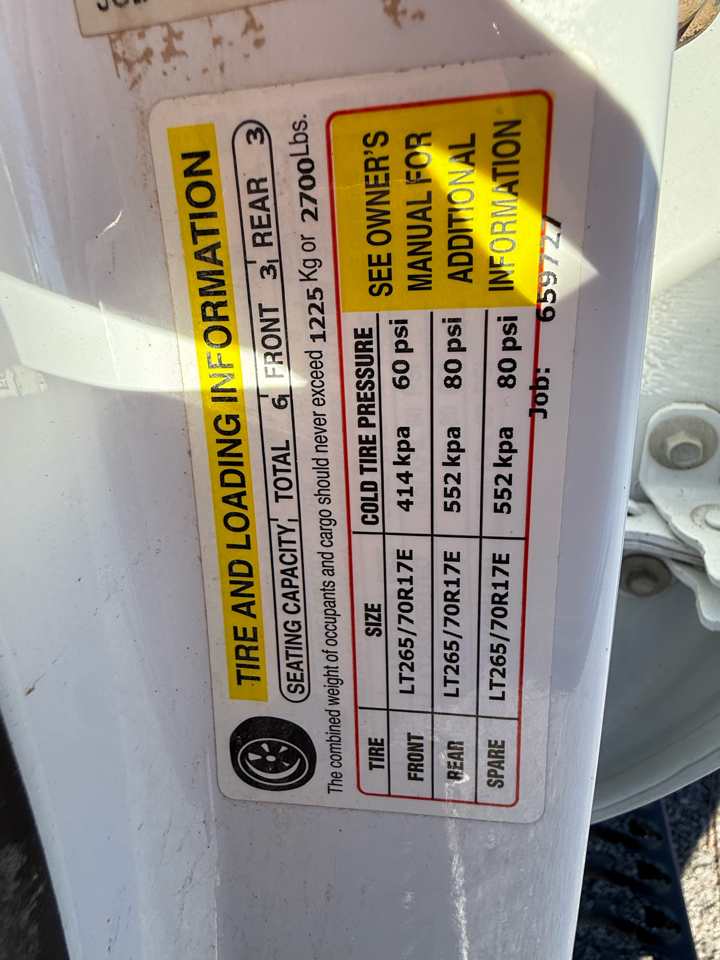 TIRE AND LOADING INFORMATION
SEATING CAPACITY, TOTAL 6, FRONT 3, REAR 3
The combined weight of occupants and cargo should never exceed 1225 Kg or 2700 Lbs.
TIRE SIZE COLD TIRE PRESSURE
FRONT LT265/70R17E 414 kpa 60 psi
REAR LT265/70R17E 552 kpa 80 psi
SPARE LT265/70R17E 552 kpa 80 psi
SEE OWNER'S
MANUAL FOR
ADDITIONAL
INFORMATION
Job: 659727